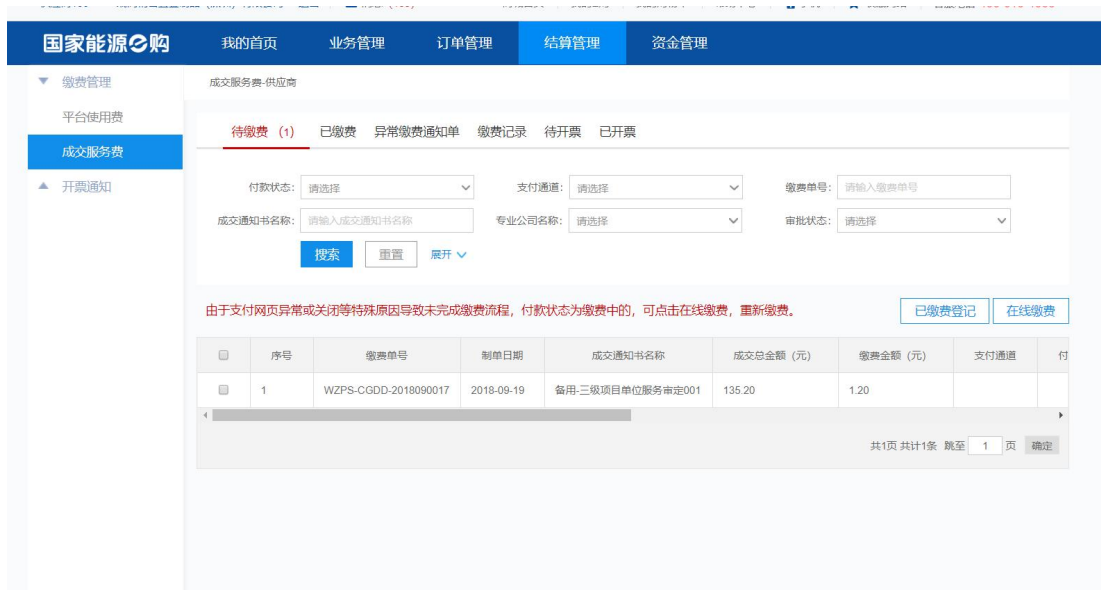 国家能源e购 我的首页 业务管理 订单管理 结算管理 资金管理
缴费管理
平台使用费
成交服务费
开票通知
成交服务费-供应商
待缴费 (1) 已缴费 异常缴费通知单 缴费记录 待开票 已开票
付款状态: 请选择 支付通道: 请选择 缴费单号: 请输入缴费单号
成交通知书名称: 请输入成交通知书名称 专业公司名称: 请选择 审批状态: 请选择
搜索 重置 展开
由于支付网页异常或关闭等特殊原因导致未完成缴费流程，付款状态为缴费中的，可点击在线缴费，重新缴费。 已缴费登记 在线缴费
序号 缴费单号 制单日期 成交通知书名称 成交总金额 (元) 缴费金额 (元) 支付通道 付
1 WZPS-CGDD-2018090017 2018-09-19 备用-三级项目单位服务审定001 135.20 1.20
共1页 共计1条 跳至 1 页 确定